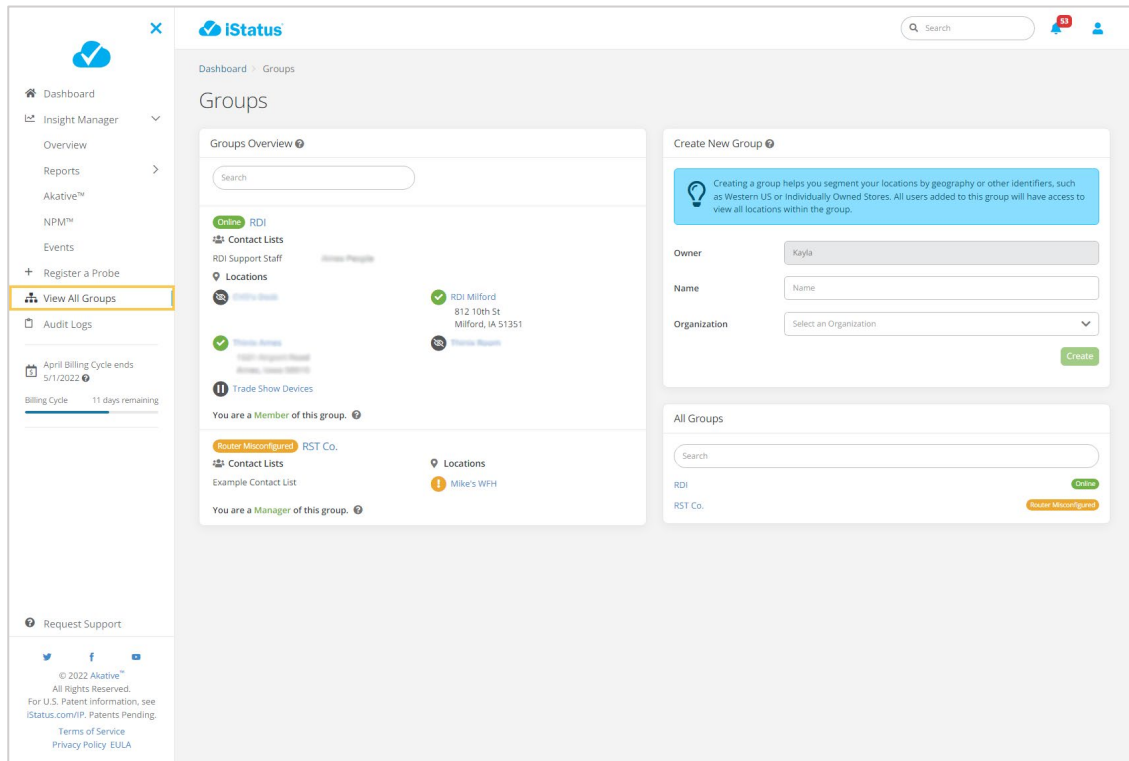 Dashboard
Insight Manager
Overview
Reports
Akative™
NPM™
Events
Register a Probe
View All Groups
Audit Logs
April Billing Cycle ends
5/1/2022
Billing Cycle 11 days remaining
Request Support
© 2022 Akative™
All Rights Reserved.
For U.S. Patent information, see
iStatus.com/IP. Patents Pending.
Terms of Service
Privacy Policy EULA
iStatus
Search
53
Dashboard > Groups
Groups
Groups Overview
Search
Online RDI
Contact Lists
RDI Support Staff
Locations
RDI Milford
812 10th St
Milford, IA 51351
Trade Show Devices
You are a Member of this group.
Router Misconfigured RST Co.
Contact Lists Locations
Example Contact List Mike's WFH
You are a Manager of this group.
Create New Group
Creating a group helps you segment your locations by geography or other identifiers, such
as Western US or Individually Owned Stores. All users added to this group will have access to
view all locations within the group.
Owner Kayla
Name Name
Organization Select an Organization
Create
All Groups
Search
RDI Online
RST Co. Router Misconfigured